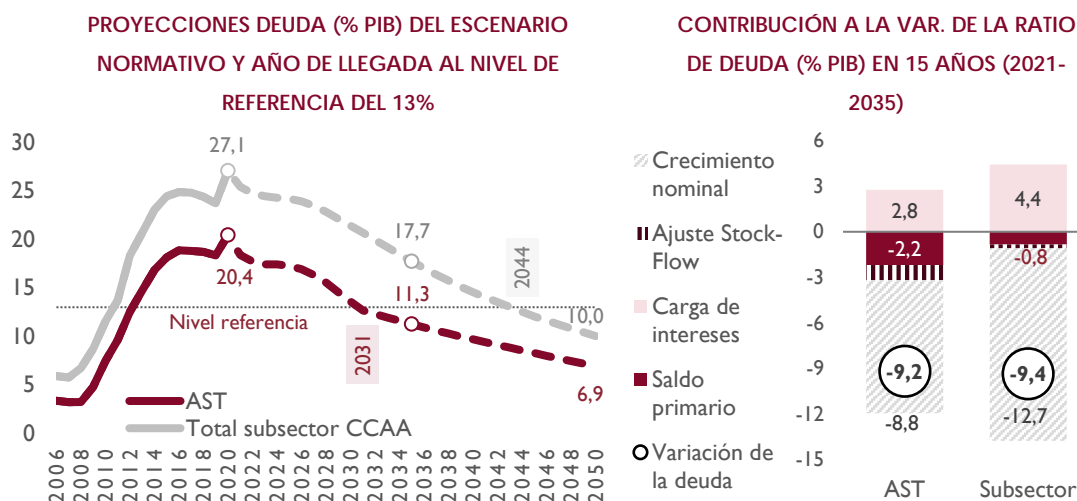 PROYECCIONES DEUDA (% PIB) DEL ESCENARIO
NORMATIVO Y AÑO DE LLEGADA AL NIVEL DE
REFERENCIA DEL 13%
30
25
20
15
10
5
0
27,1
20,4
17,7
11,3
2044
2031
10,0
6,9
Nivel referencia
AST
Total subsector CCAA
2006
2008
2010
2012
2014
2016
2018
2020
2022
2024
2026
2028
2030
2032
2034
2036
2038
2040
2042
2044
2046
2048
2050
CONTRIBUCIÓN A LA VAR. DE LA RATIO
DE DEUDA (% PIB) EN 15 AÑOS (2021-
2035)
Crecimiento
nominal
Ajuste Stock-
Flow
Carga de
intereses
Saldo
primario
Variación de
la deuda
6
3
0
-3
-6
-9
-12
-15
2,8
4,4
-2,2
-0,8
-9,2
-9,4
-8,8
-12,7
AST
Subsector